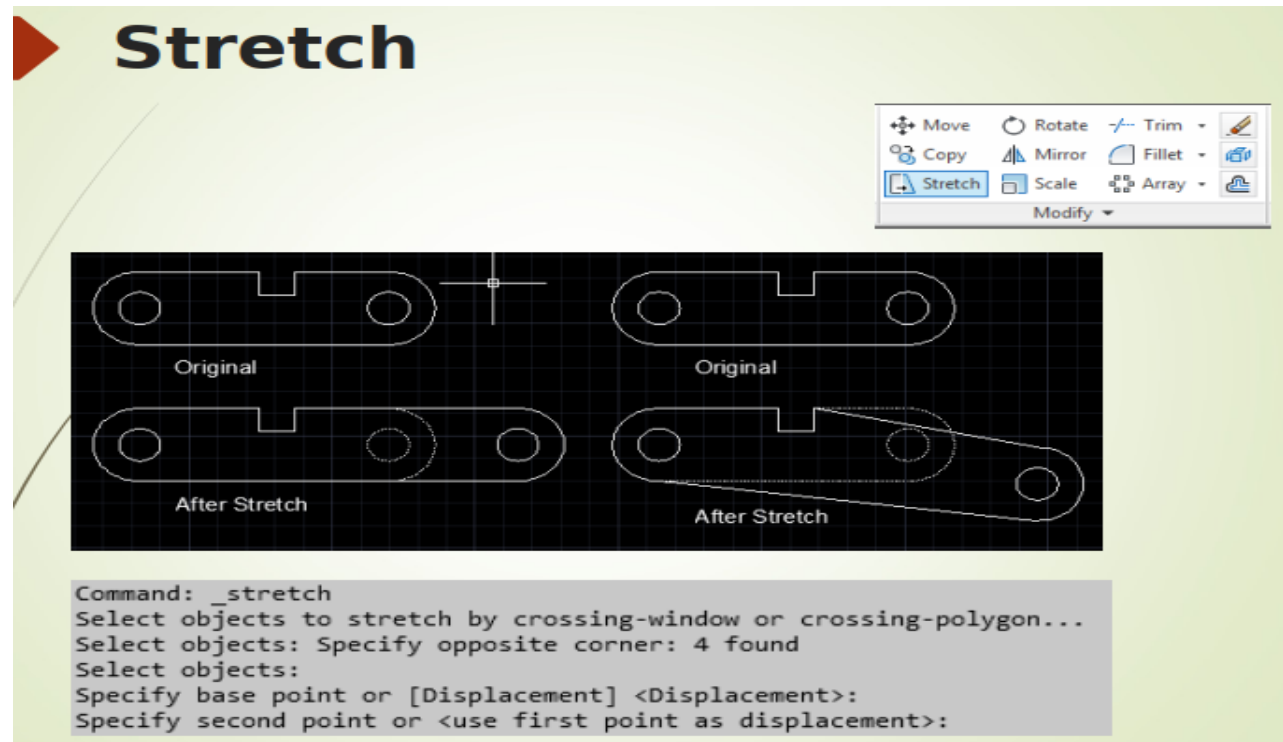 Stretch
Move Rotate Trim
Copy Mirror Fillet
Stretch Scale Array
Modify
Original Original
After Stretch After Stretch
Command: _stretch
Select objects to stretch by crossing-window or crossing-polygon...
Select objects: Specify opposite corner: 4 found
Select objects:
Specify base point or [Displacement] <Displacement>:
Specify second point or <use first point as displacement>: